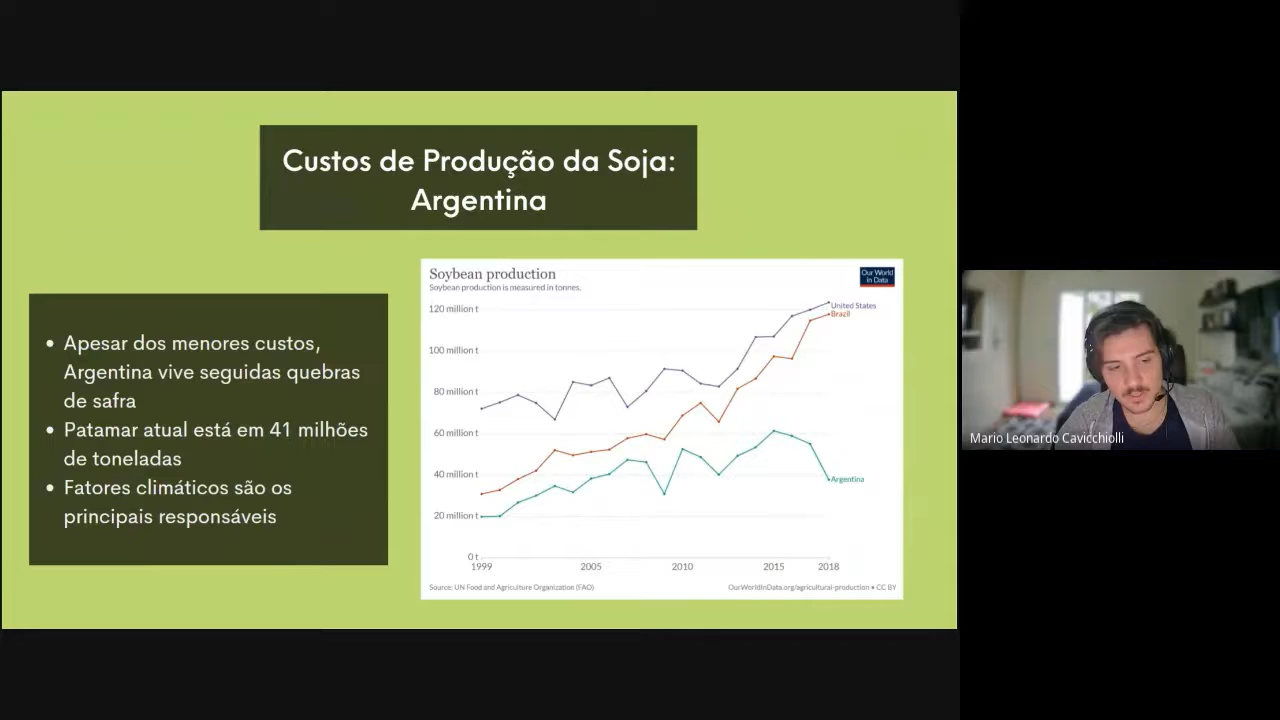 Custos de Produção da Soja:
Argentina
• Apesar dos menores custos,
Argentina vive seguidas quebras
de safra
• Patamar atual está em 41 milhões
de toneladas
• Fatores climáticos são os
principais responsáveis
Soybean production
Soybean production is measured in tonnes.
Our World
in Data
120 million t
100 million t
80 million t
60 million t
40 million t
20 million t
0 t
1999
2005
2010
2015
2018
United States
Brazil
Argentina
Source: UN Food and Agriculture Organization (FAO)
OurWorldInData.org/agricultural-production • CC BY
Mario Leonardo Cavicchiolli